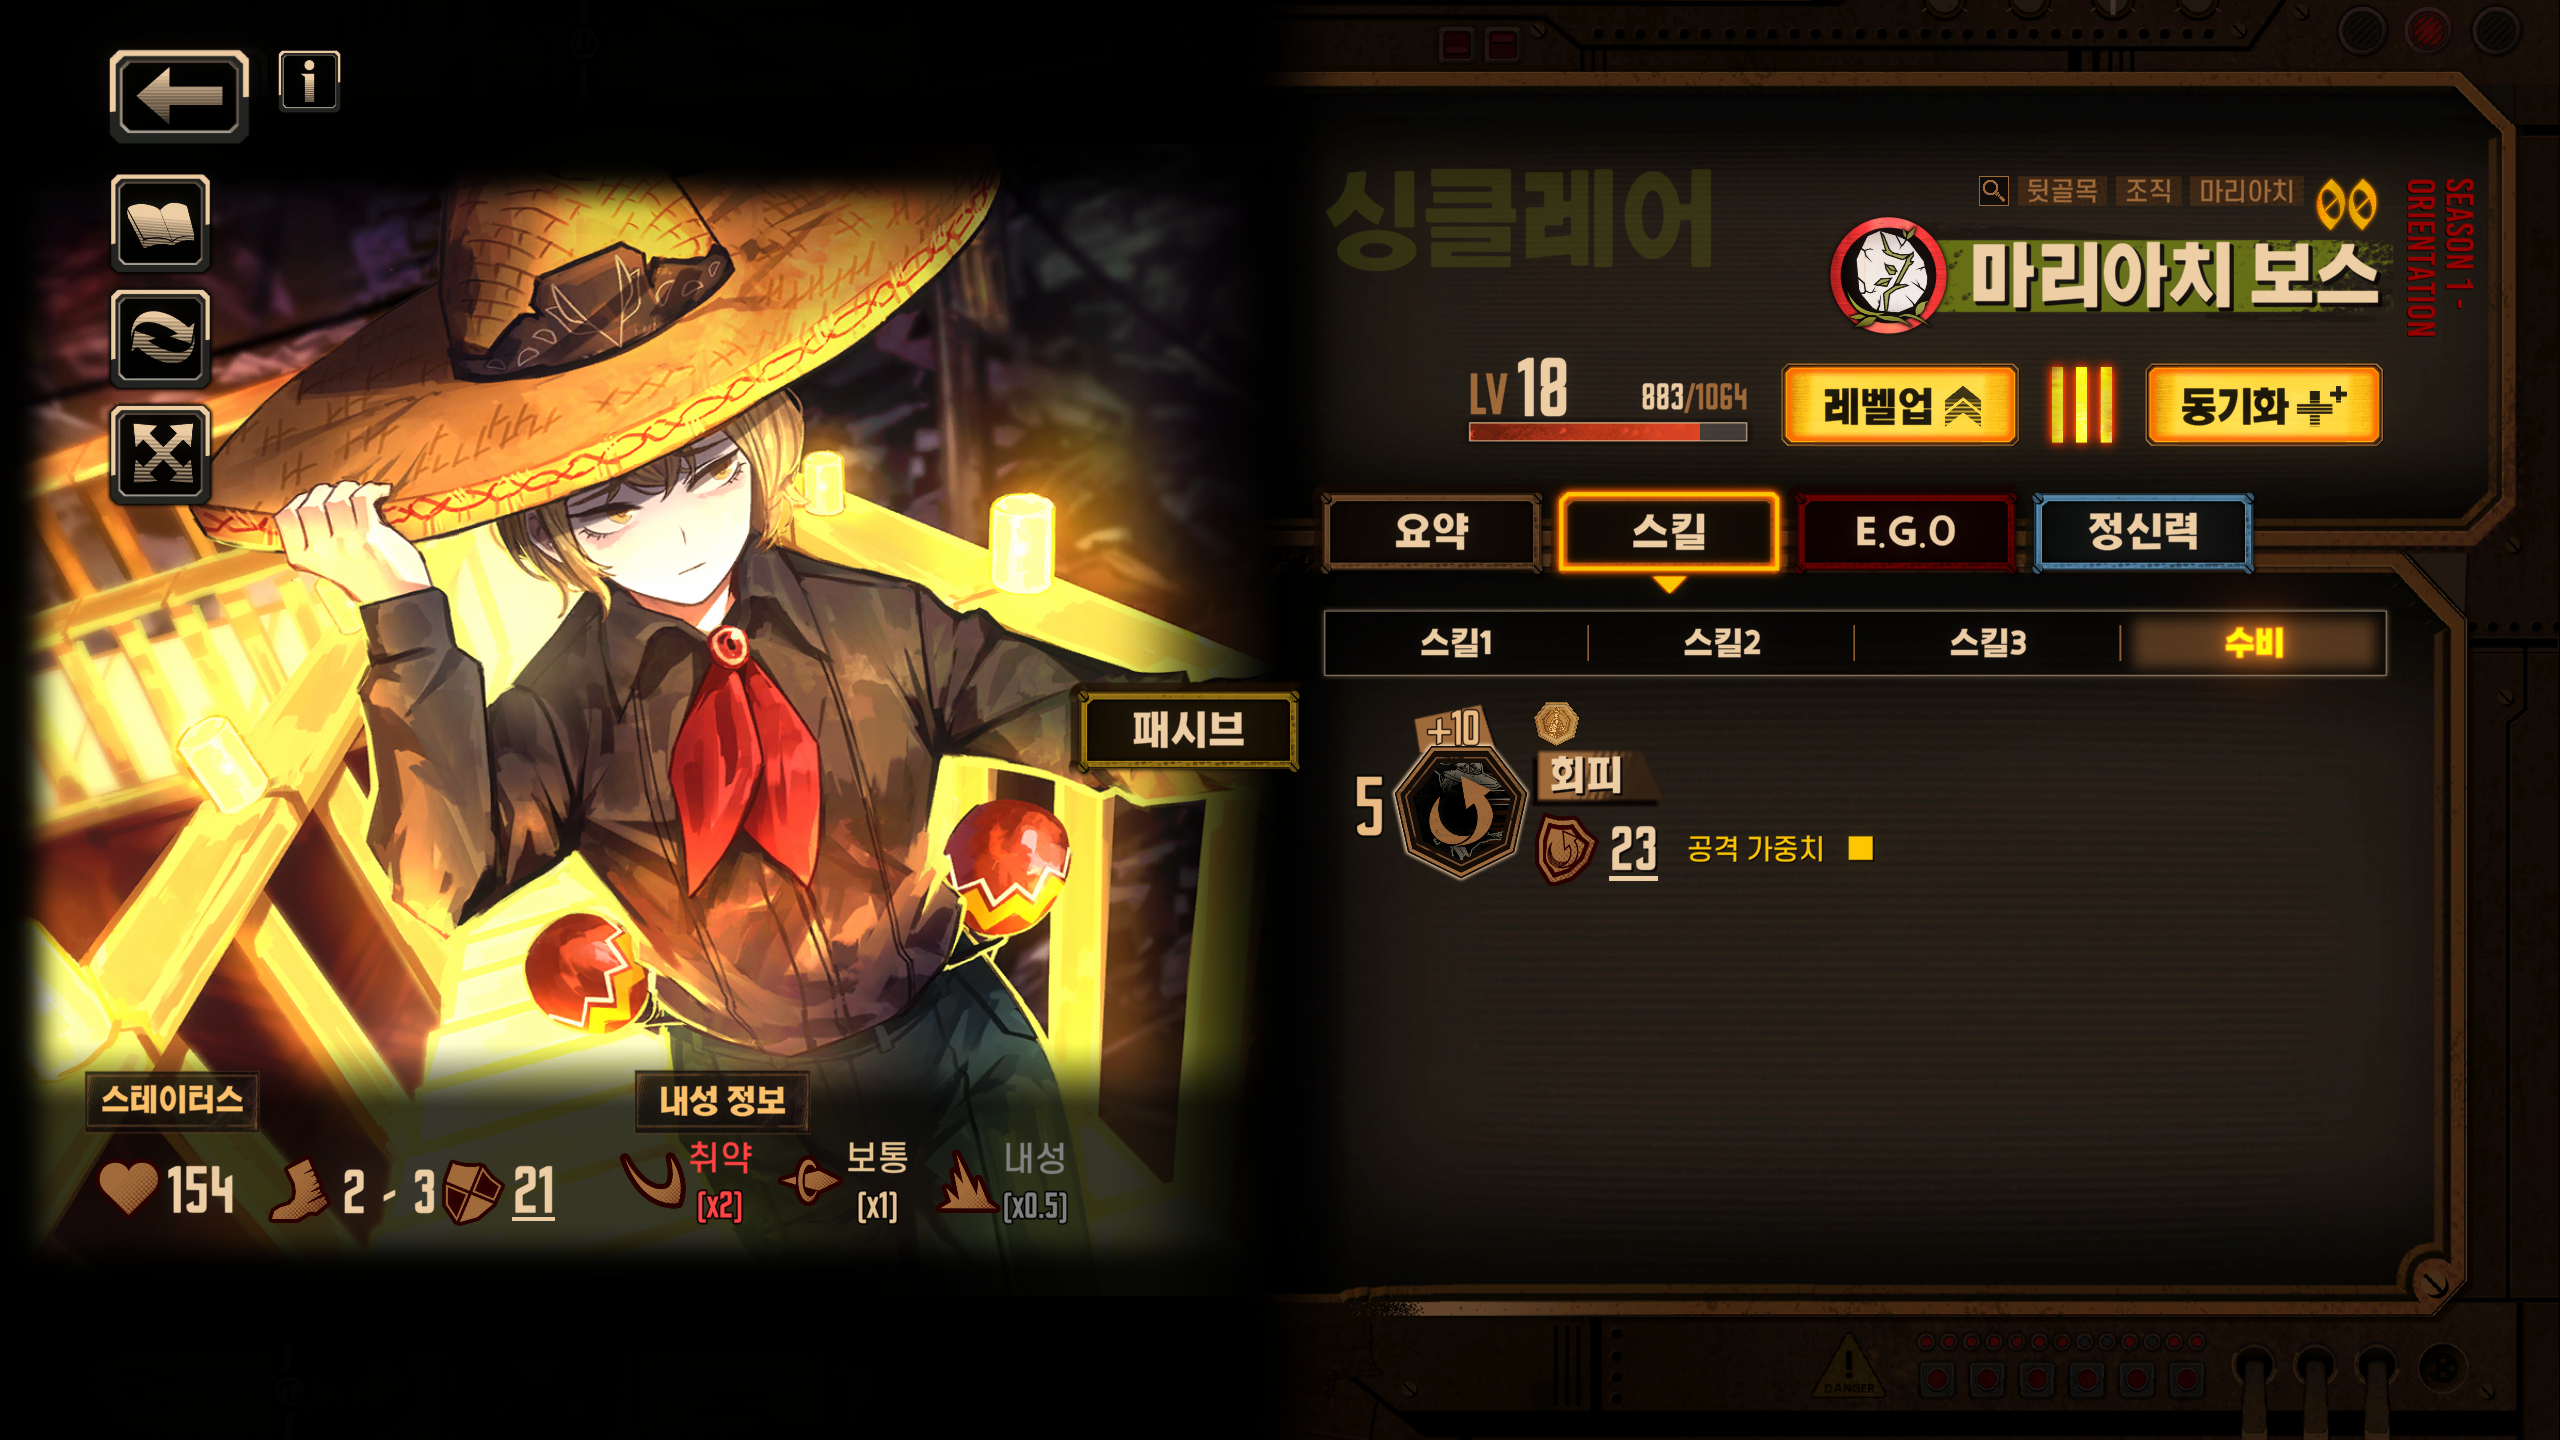 싱클레어
뒷골목 조직 마리아치
마리아치 보스
SEASON 1 -
ORIENTATION
LV 18 883/1064
레벨업
동기화
요약 스킬 E.G.O 정신력
스킬1 스킬2 스킬3 수비
패시브
+10
5
회피
23 공격 가중치
스테이터스
154 2 - 3 21
내성 정보
취약 보통 내성
[x2] [x1] [x0.5]
DANGER